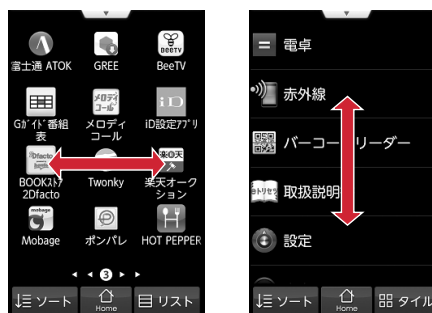 富士通 ATOK
GREE
BeeTV
Gガイド番組
表
メロディ
コール
iD設定アプリ
BOOKストア
2Dfacto
Twonky
楽天オーク
ション
Mobage
ポンパレ
HOT PEPPER
3
ソート
Home
リスト
電卓
赤外線
バーコードリーダー
取扱説明
設定
ソート
Home
タイル